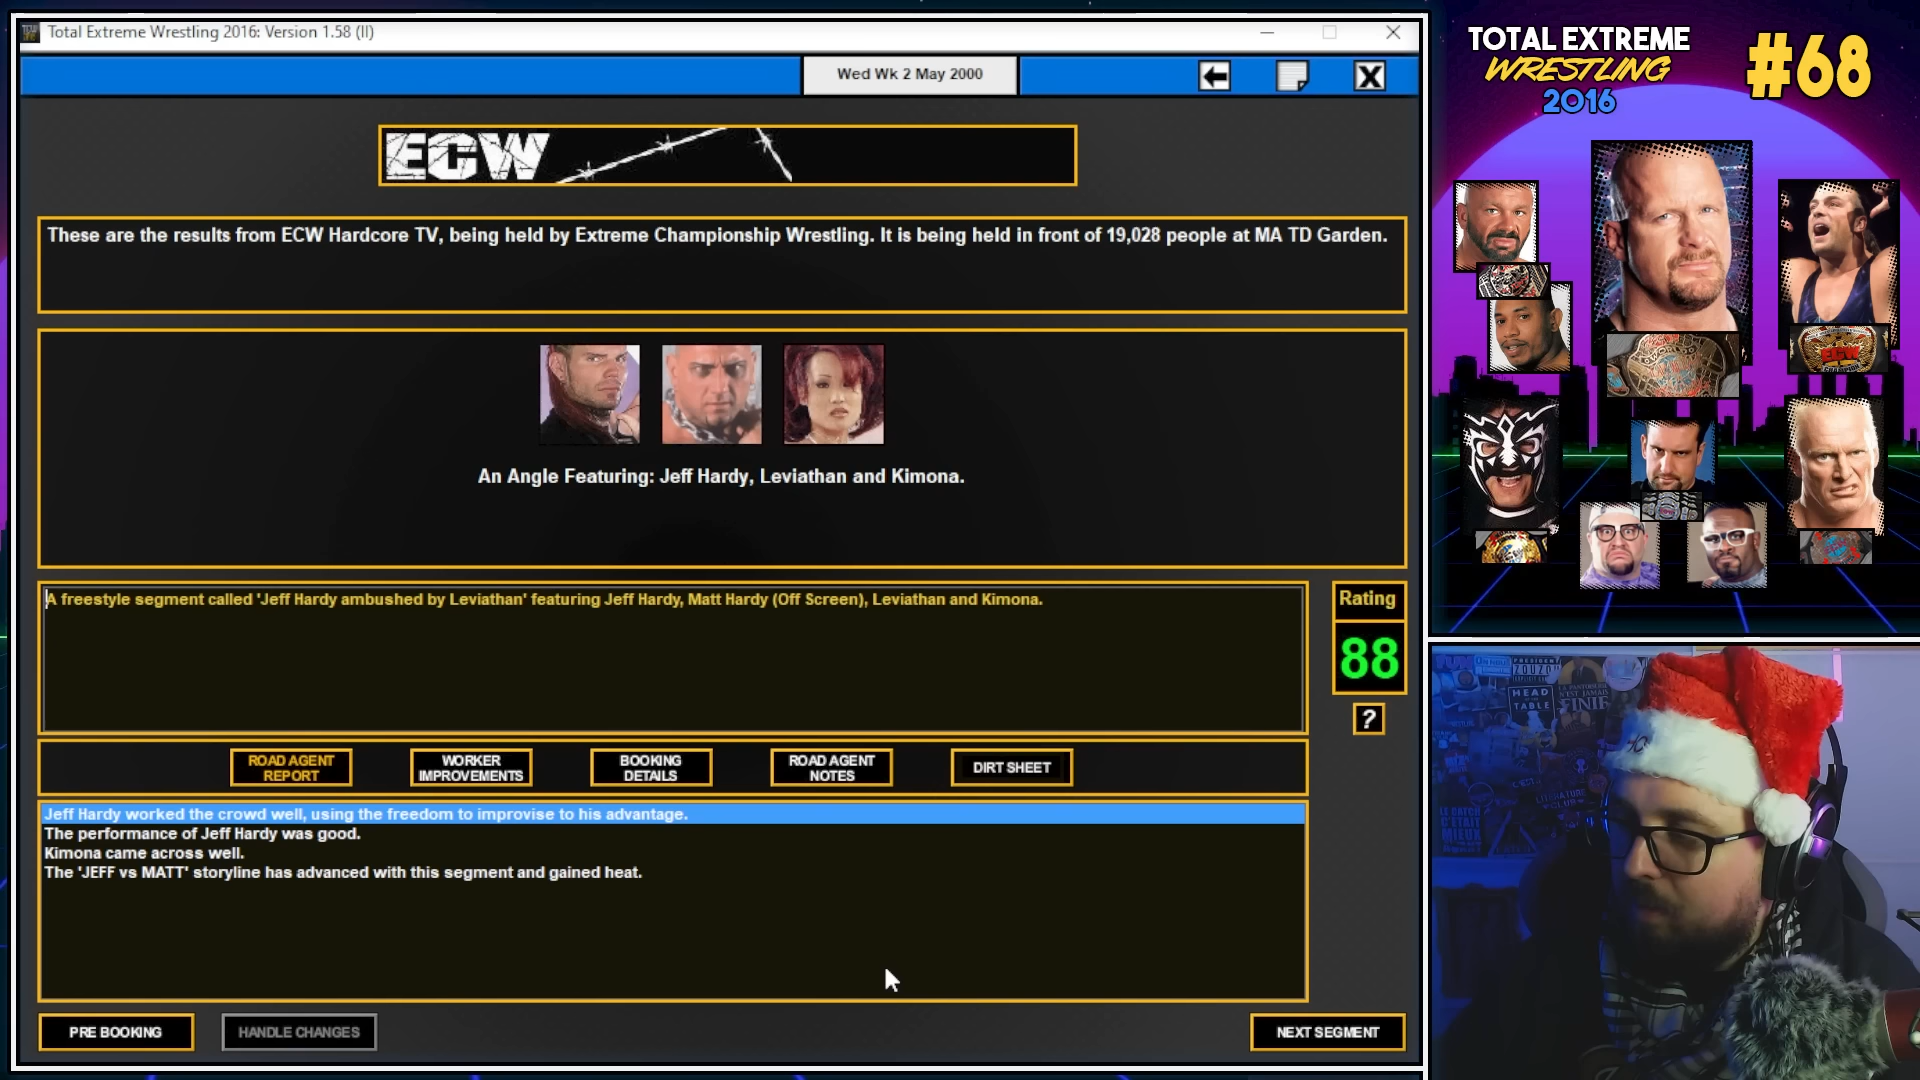 Total Extreme Wrestling 2016: Version 1.58 (II)
Wed Wk 2 May 2000
ECW
These are the results from ECW Hardcore TV, being held by Extreme Championship Wrestling. It is being held in front of 19,028 people at MA TD Garden.
An Angle Featuring: Jeff Hardy, Leviathan and Kimona.
A freestyle segment called 'Jeff Hardy ambushed by Leviathan' featuring Jeff Hardy, Matt Hardy (Off Screen), Leviathan and Kimona.
Rating
88
?
ROAD AGENT
REPORT
WORKER
IMPROVEMENTS
BOOKING
DETAILS
ROAD AGENT
NOTES
DIRT SHEET
Jeff Hardy worked the crowd well, using the freedom to improvise to his advantage.
The performance of Jeff Hardy was good.
Kimona came across well.
The 'JEFF vs MATT' storyline has advanced with this segment and gained heat.
PRE BOOKING
HANDLE CHANGES
NEXT SEGMENT
TOTAL EXTREME
WRESTLING
2016
#68
ECW
HEAD
OF THE
TABLE
FINIE